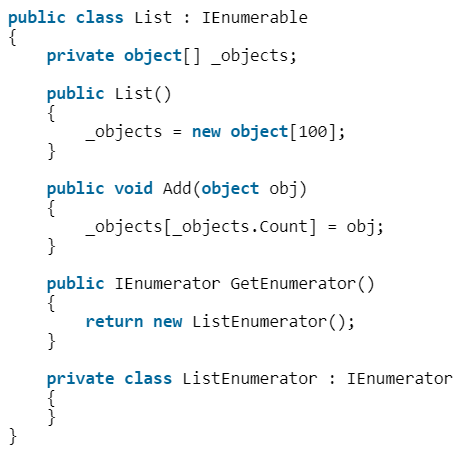 public class List : IEnumerable
{
    private object[] _objects;

    public List()
    {
        _objects = new object[100];
    }

    public void Add(object obj)
    {
        _objects[_objects.Count] = obj;
    }

    public IEnumerator GetEnumerator()
    {
        return new ListEnumerator();
    }

    private class ListEnumerator : IEnumerator
    {
    }
}